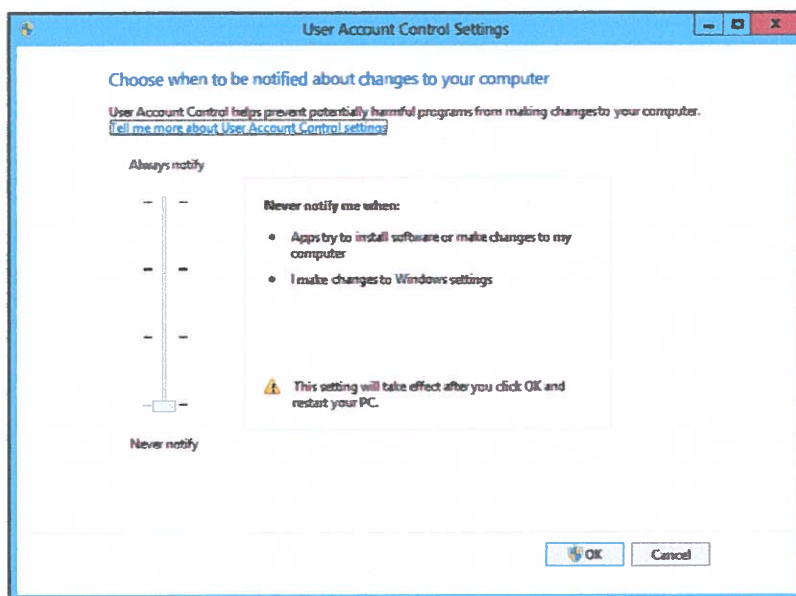 User Account Control Settings
Choose when to be notified about changes to your computer
User Account Control helps prevent potentially harmful programs from making changes to your computer.
Tell me more about User Account Control settings
Always notify
Never notify me when:
• Apps try to install software or make changes to my
computer
• I make changes to Windows settings
This setting will take effect after you click OK and
restart your PC.
Never notify
OK
Cancel